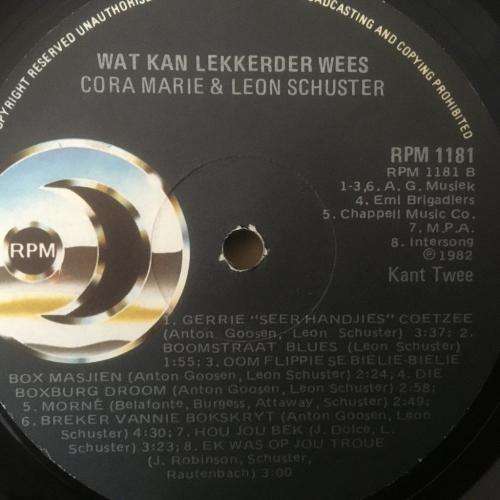 COPYRIGHT RESERVED UNAUTHORISE
BROADCASTING AND COPYING PROHIBITED
WAT KAN LEKKERDER WEES
CORA MARIE & LEON SCHUSTER
RPM
RPM 1181
RPM 1181 B
1-3,6. A. G. Musiek
4. Emi Brigadiers
5. Chappell Music Co.
7. M.P.A.
8. Intersong
Ⓟ 1982
Kant Twee
1. GERRIE "SEER HANDJIES" COETZEE
(Anton Goosen, Leon Schuster) 3:37; 2.
BOOMSTRAAT BLUES (Leon Schuster)
1:55; 3. OOM FLIPPIE SE BIELIE-BIELIE
BOX MASJIEN (Anton Goosen, Leon Schuster) 2:24, 4. DIE
BOXBURG DROOM (Anton Goosen, Leon Schuster) 2:58;
5. MORNÉ (Belafonte, Burgess, Attaway, Schuster) 2:49;
6. BREKER VANNIE BOKSKRYT (Anton Goosen, Leon
Schuster) 4:30; 7. HOU JOU BEK (J. Dolce, L.
Schuster) 3:05; 8. EK WAS OP JOU TROUE
(J. Robinson, Schuster,
Rautenbach) 3.00